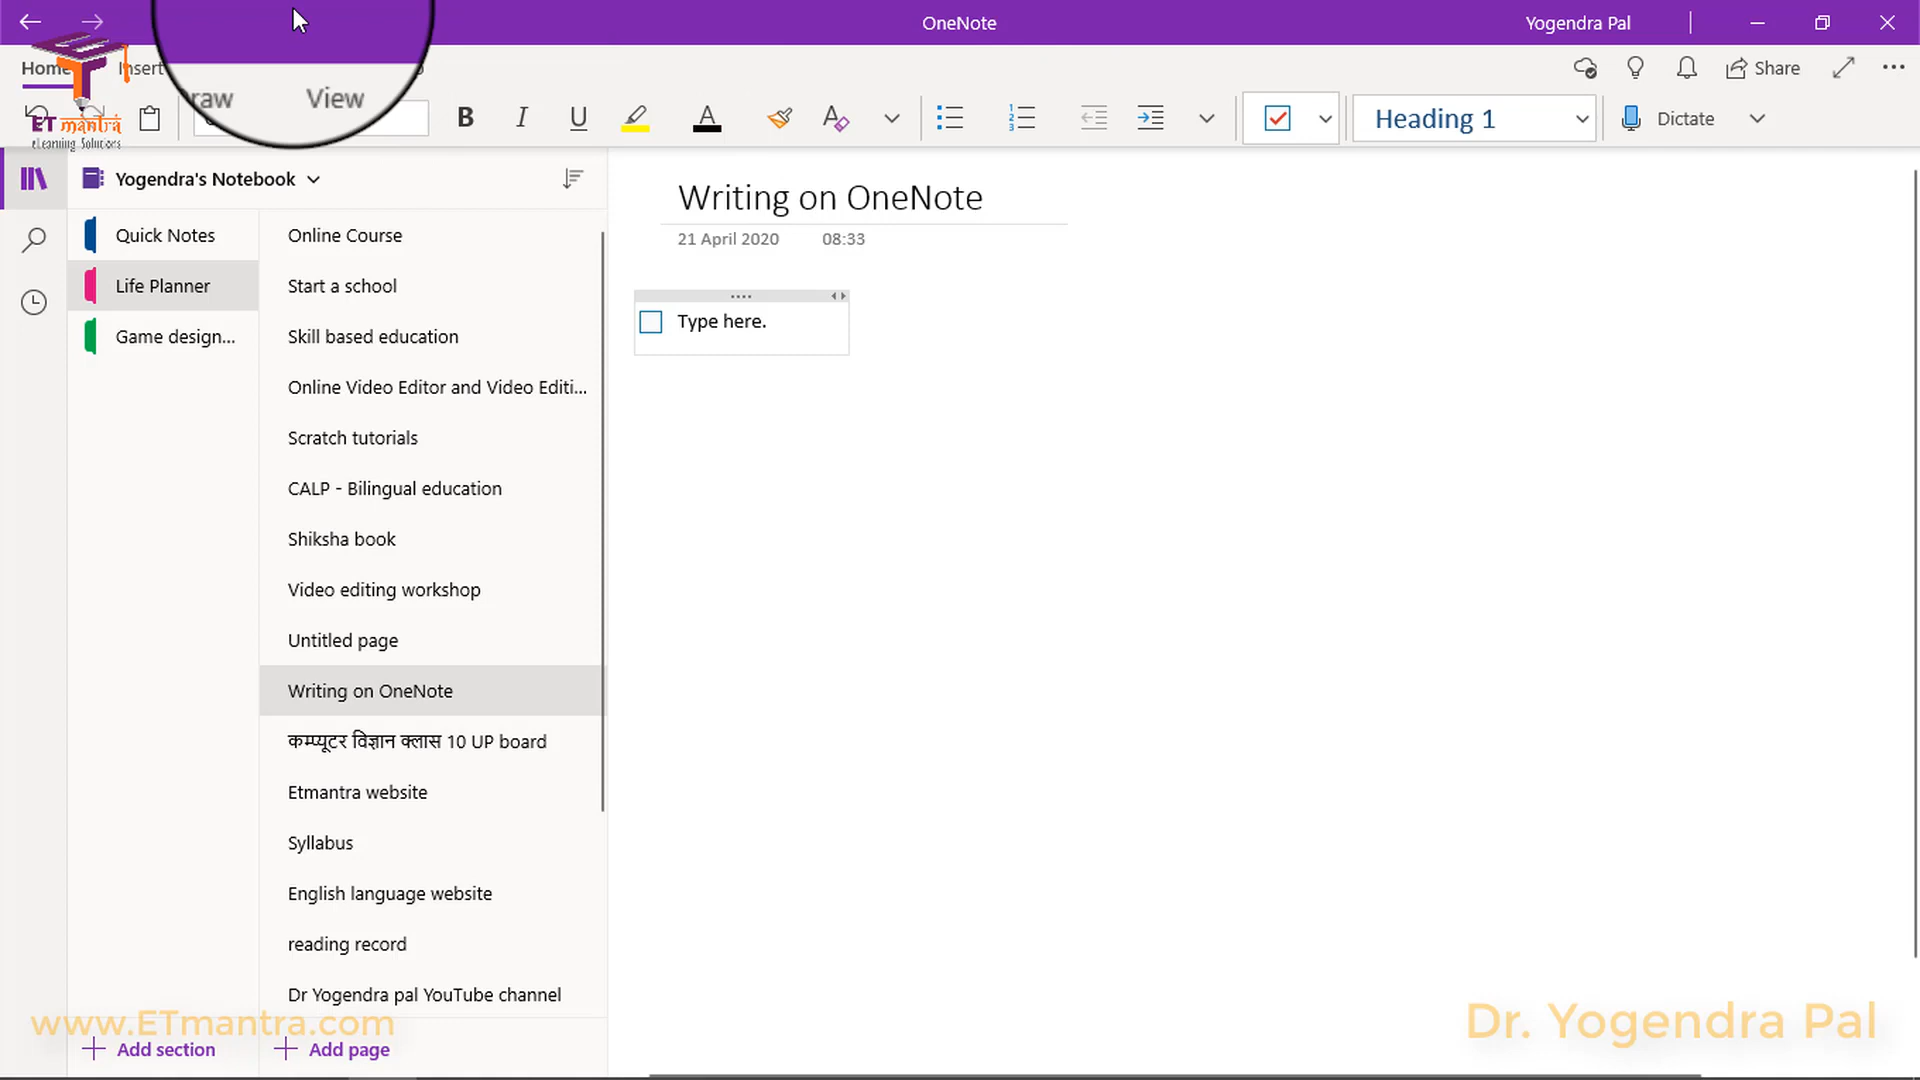 OneNote
Yogendra Pal
Home
Insert
View
Share
ET मंत्रा
eLearning Solutions
B
I
U
A
A
Heading 1
Dictate
Yogendra's Notebook
Quick Notes
Life Planner
Game design...
Online Course
Start a school
Skill based education
Online Video Editor and Video Editi...
Scratch tutorials
CALP - Bilingual education
Shiksha book
Video editing workshop
Untitled page
Writing on OneNote
कम्प्यूटर विज्ञान क्लास 10 UP board
Etmantra website
Syllabus
English language website
reading record
Dr Yogendra pal YouTube channel
Add section
Add page
Writing on OneNote
21 April 2020 08:33
Type here.
www.ETmantra.com
Dr. Yogendra Pal